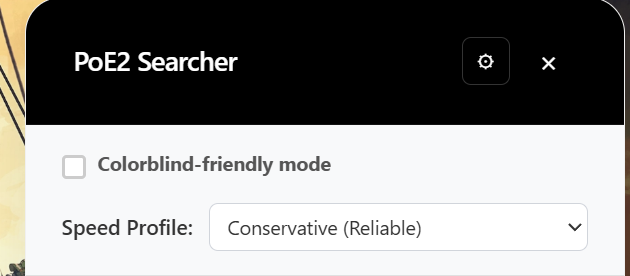 PoE2 Searcher
Colorblind-friendly mode
Speed Profile: Conservative (Reliable)